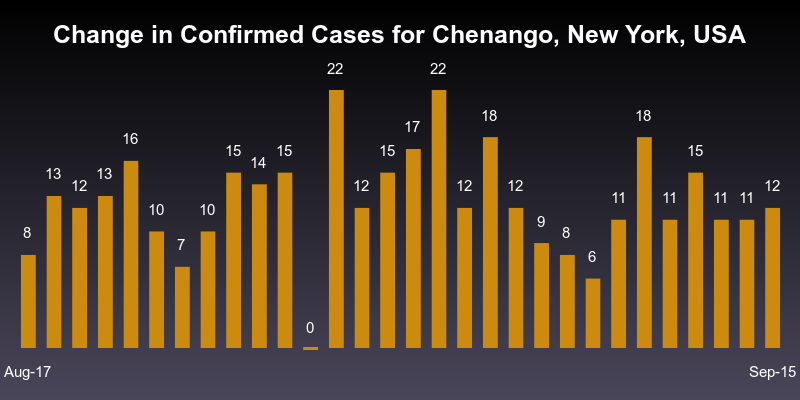 Change in Confirmed Cases for Chenango, New York, USA
8 13 12 13 16 10 7 10 15 14 15 0 22 12 15 17 22 12 18 12 9 8 6 11 18 11 15 11 11 12
Aug-17 Sep-15